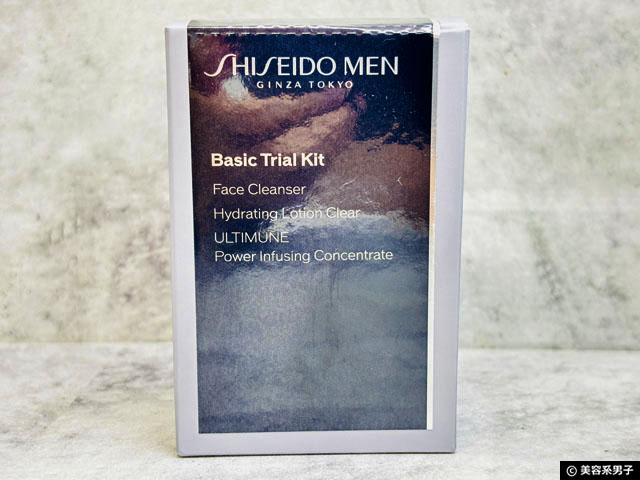 SHISEIDO MEN
GINZA TOKYO
Basic Trial Kit
Face Cleanser
Hydrating Lotion Clear
ULTIMUNE
Power Infusing Concentrate
© 美容系男子